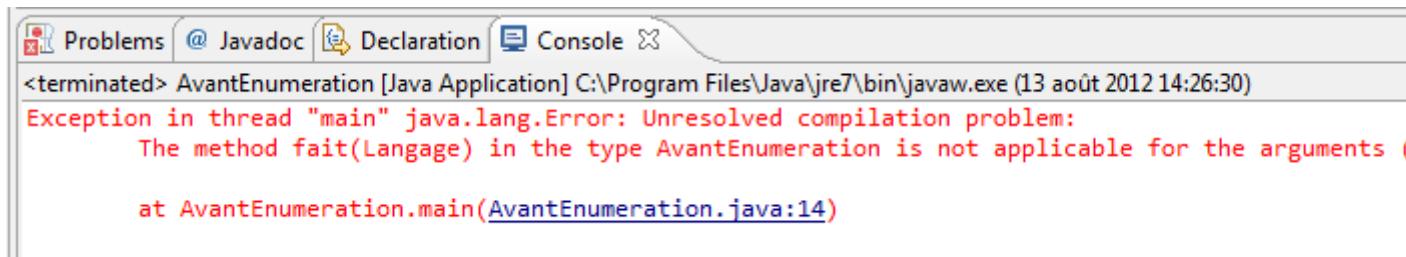 Problems @ Javadoc Declaration Console
<terminated> AvantEnumeration [Java Application] C:\Program Files\Java\jre7\bin\javaw.exe (13 août 2012 14:26:30)
Exception in thread "main" java.lang.Error: Unresolved compilation problem:
The method fait(Langage) in the type AvantEnumeration is not applicable for the arguments (
at AvantEnumeration.main(AvantEnumeration.java:14)